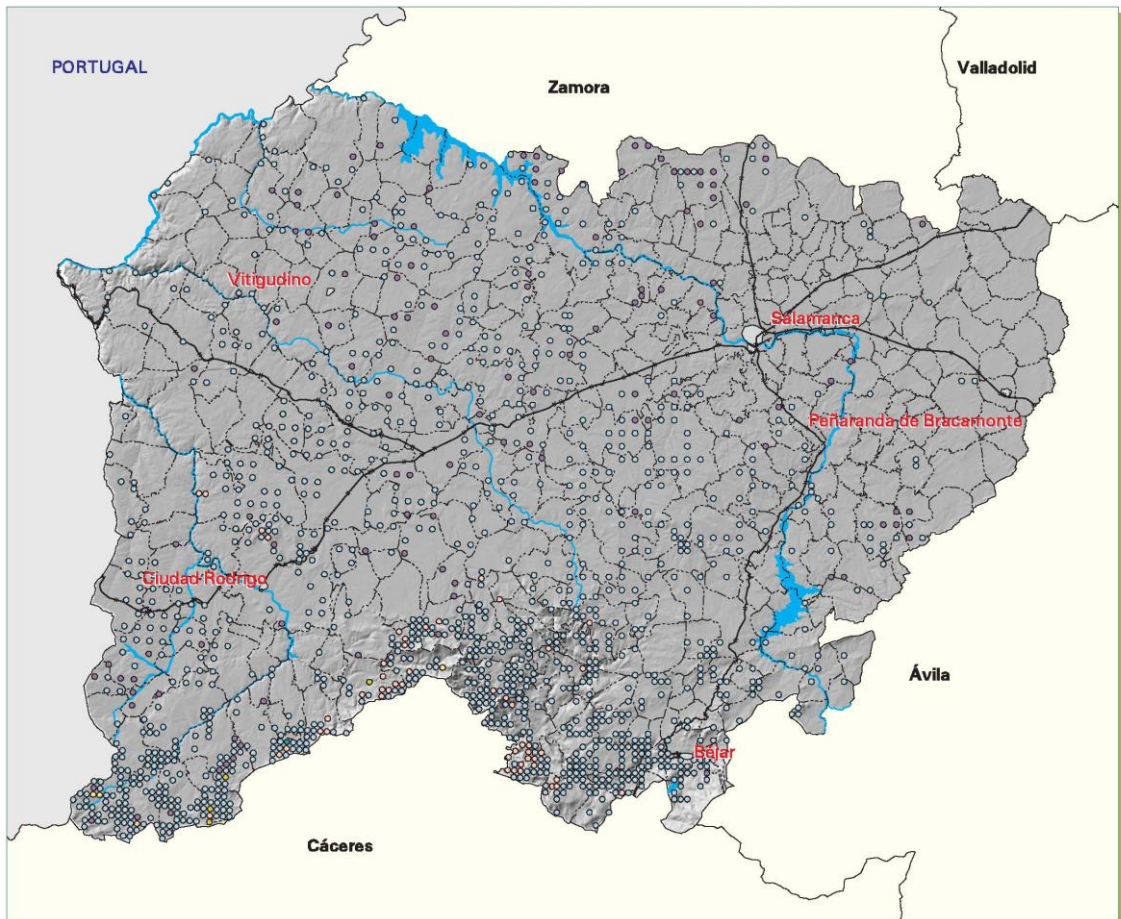 PORTUGAL
Valladolid
Zamora
Vitigudino
Salamanca
Peñaranda de Bracamonte
Ciudad Rodrigo
Ávila
Béjar
Cáceres